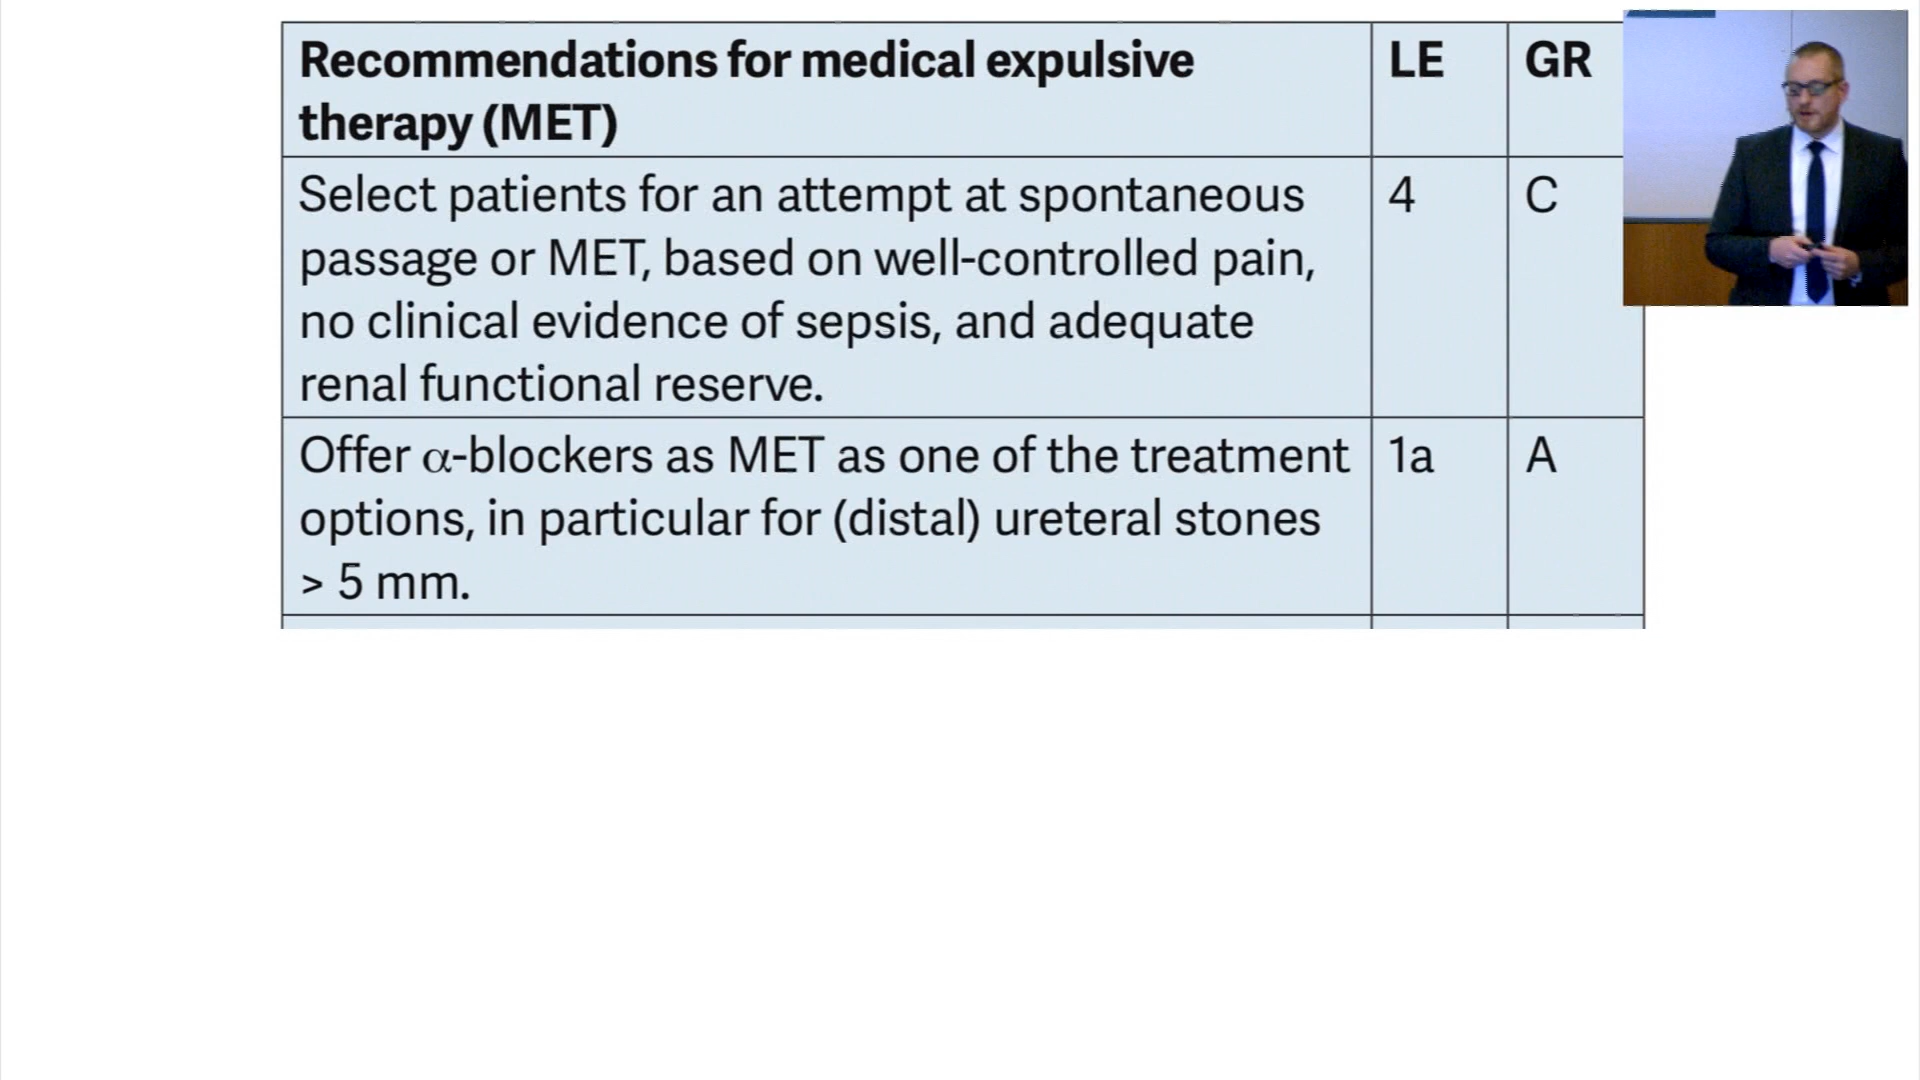 Recommendations for medical expulsive LE GR
therapy (MET)
Select patients for an attempt at spontaneous 4 C
passage or MET, based on well-controlled pain,
no clinical evidence of sepsis, and adequate
renal functional reserve.
Offer α-blockers as MET as one of the treatment 1a A
options, in particular for (distal) ureteral stones
> 5 mm.